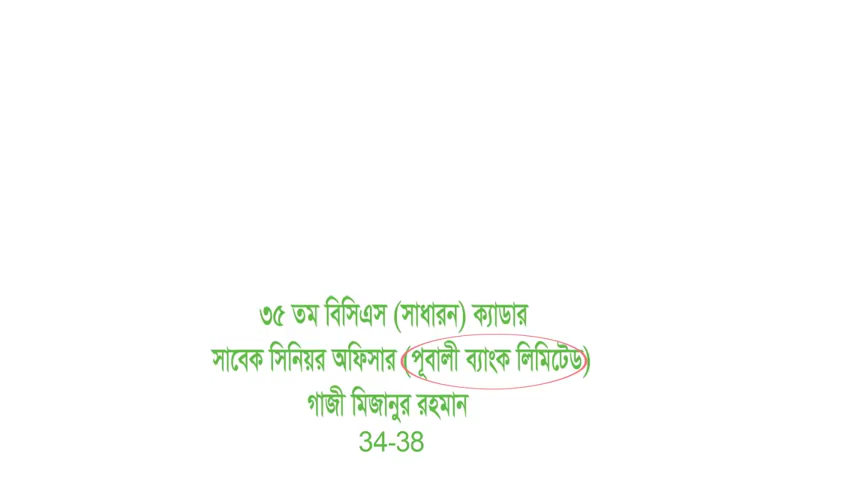 ৩৫ তম বিসিএস (সাধারন) ক্যাডার
সাবেক সিনিয়র অফিসার (পূবালী ব্যাংক লিমিটেড)
গাজী মিজানুর রহমান
34-38